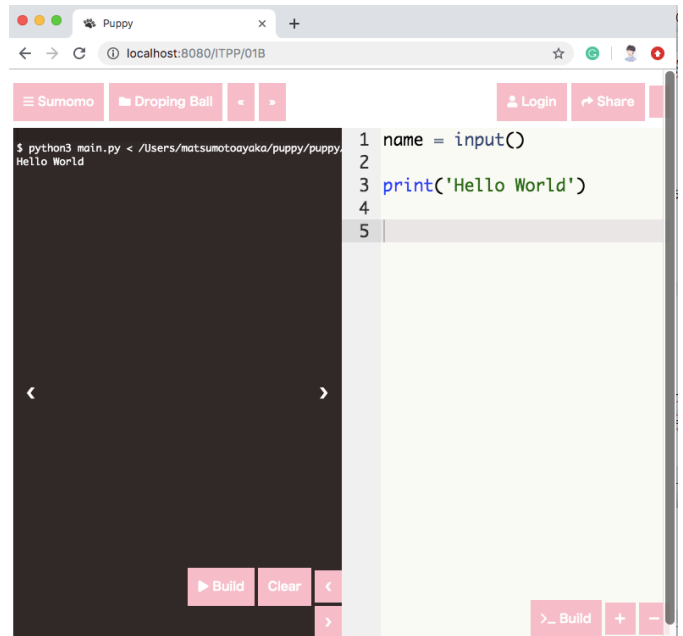 Puppy
localhost:8080/ITPP/01B
Sumomo
Droping Ball
«
»
Login
Share
$ python3 main.py < /Users/matsumotoayaka/puppy/puppy/
Hello World
1 name = input()
2
3 print('Hello World')
4
5
Build
Clear
>_ Build
+
−